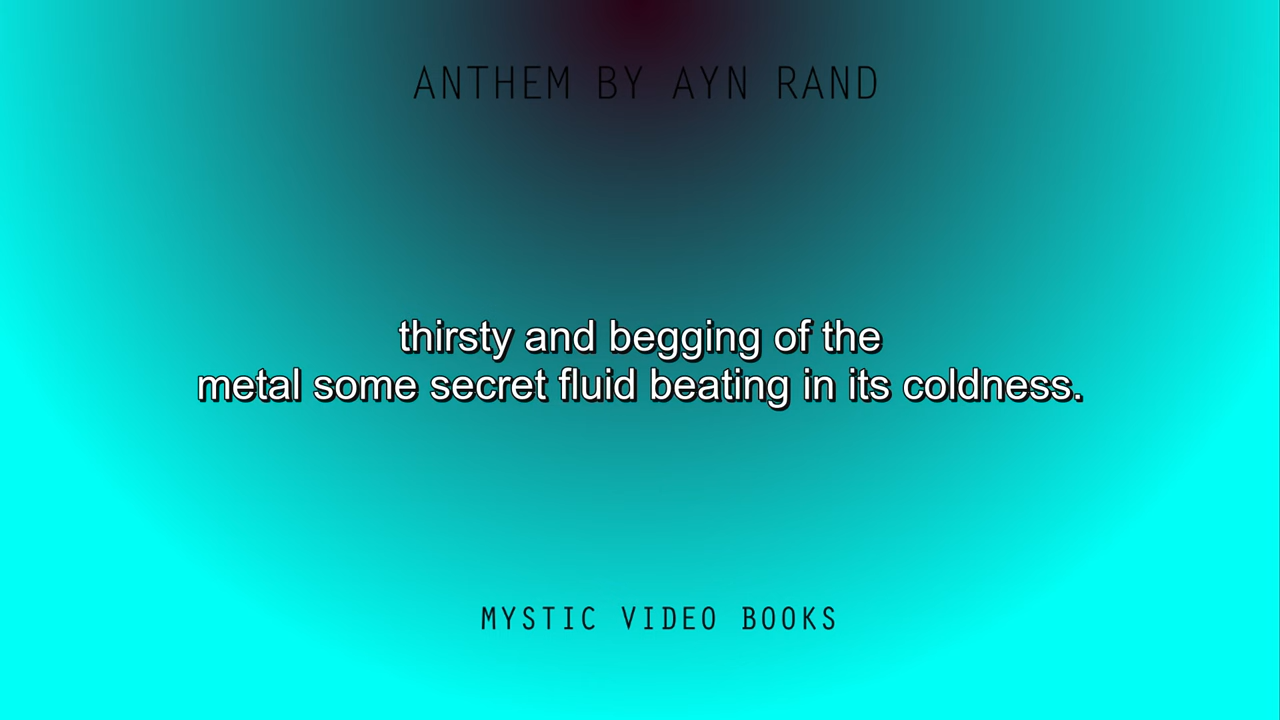 ANTHEM BY AYN RAND
thirsty and begging of the
metal some secret fluid beating in its coldness.
MYSTIC VIDEO BOOKS